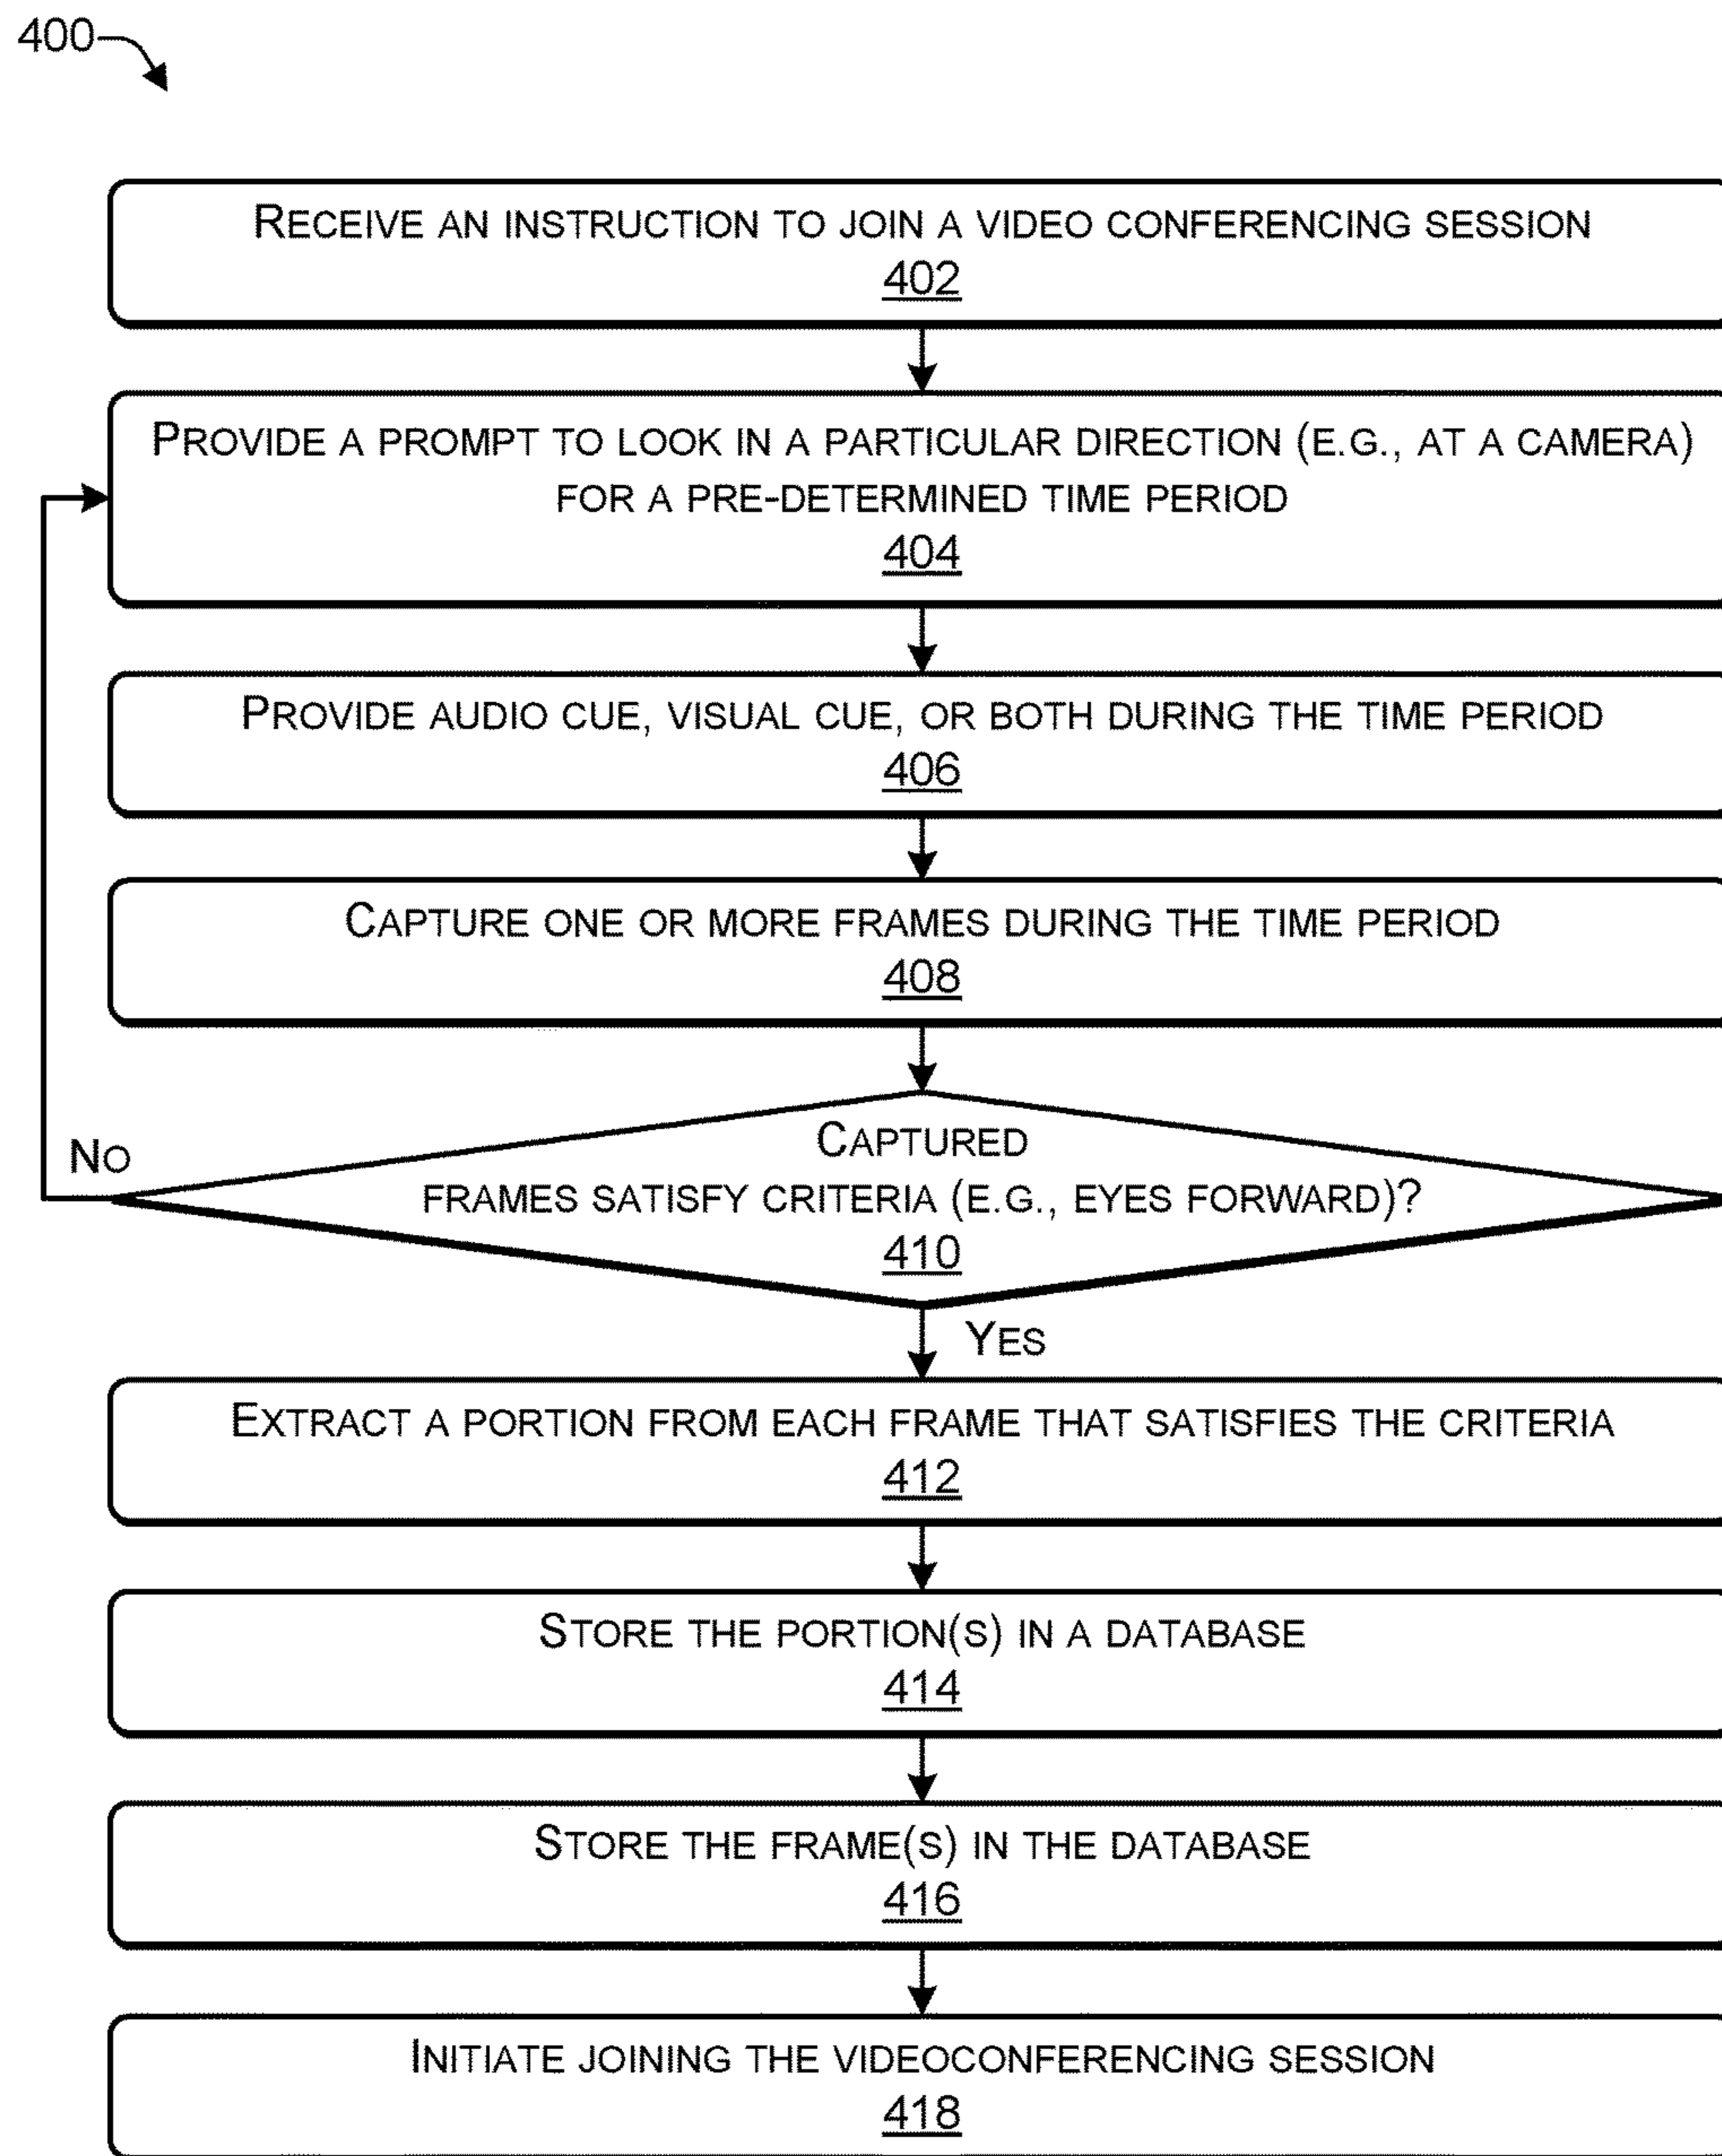 400
RECEIVE AN INSTRUCTION TO JOIN A VIDEO CONFERENCING SESSION
402
PROVIDE A PROMPT TO LOOK IN A PARTICULAR DIRECTION (E.G., AT A CAMERA)
FOR A PRE-DETERMINED TIME PERIOD
404
PROVIDE AUDIO CUE, VISUAL CUE, OR BOTH DURING THE TIME PERIOD
406
CAPTURE ONE OR MORE FRAMES DURING THE TIME PERIOD
408
CAPTURED
NO
FRAMES SATISFY CRITERIA (E.G., EYES FORWARD)?
410
YES
EXTRACT A PORTION FROM EACH FRAME THAT SATISFIES THE CRITERIA
412
STORE THE PORTION(S) IN A DATABASE
414
STORE THE FRAME(S) IN THE DATABASE
416
INITIATE JOINING THE VIDEOCONFERENCING SESSION
418